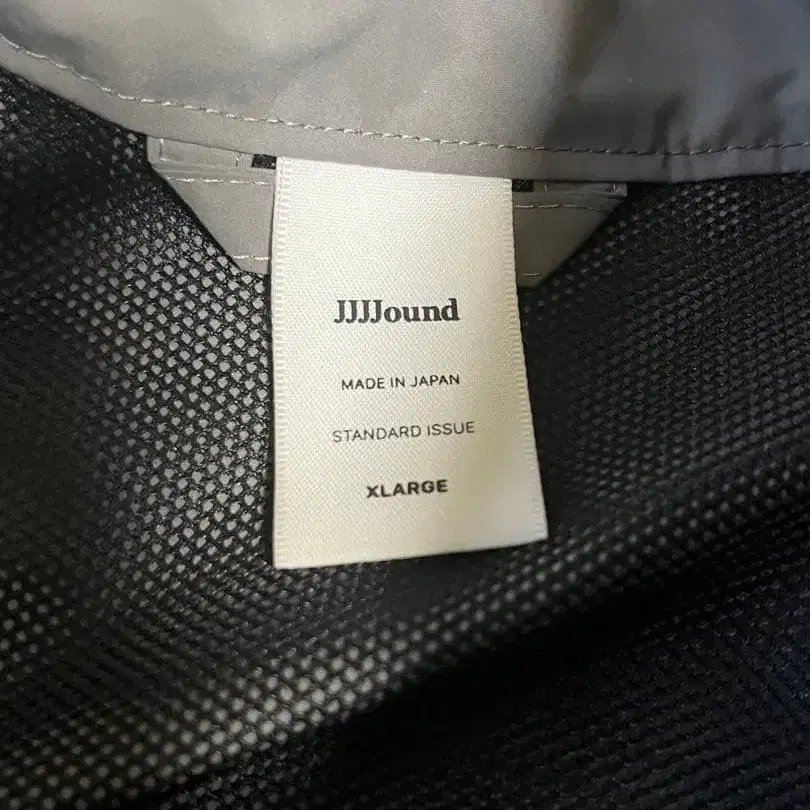 JJJJound
MADE IN JAPAN
STANDARD ISSUE
XLARGE